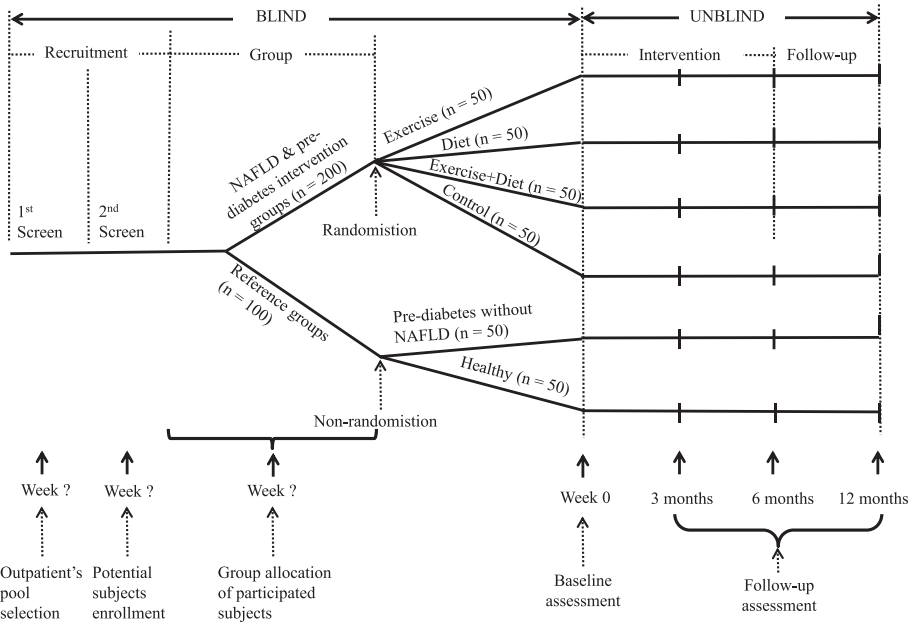 BLIND
UNBLIND
Recruitment
Group
Intervention
Follow-up
1st
Screen
2nd
Screen
NAFLD & pre-
diabetes intervention
groups (n = 200)
Exercise (n = 50)
Diet (n = 50)
Exercise+Diet (n = 50)
Control (n = 50)
Randomistion
Reference groups
(n = 100)
Pre-diabetes without
NAFLD (n = 50)
Healthy (n = 50)
Non-randomistion
Week ?
Week ?
Week ?
Week 0
3 months
6 months
12 months
Outpatient's
pool
selection
Potential
subjects
enrollment
Group allocation
of participated
subjects
Baseline
assessment
Follow-up
assessment